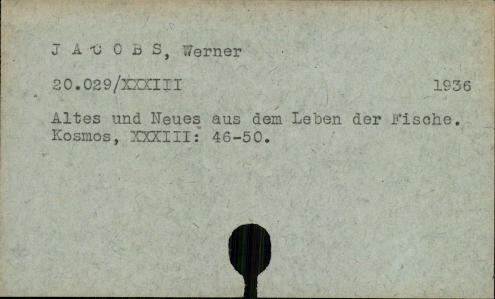 J A C O B S, Werner
20.029/XXXIII 1936
Altes und Neues aus dem Leben der Fische.
Kosmos, XXXIII: 46-50.